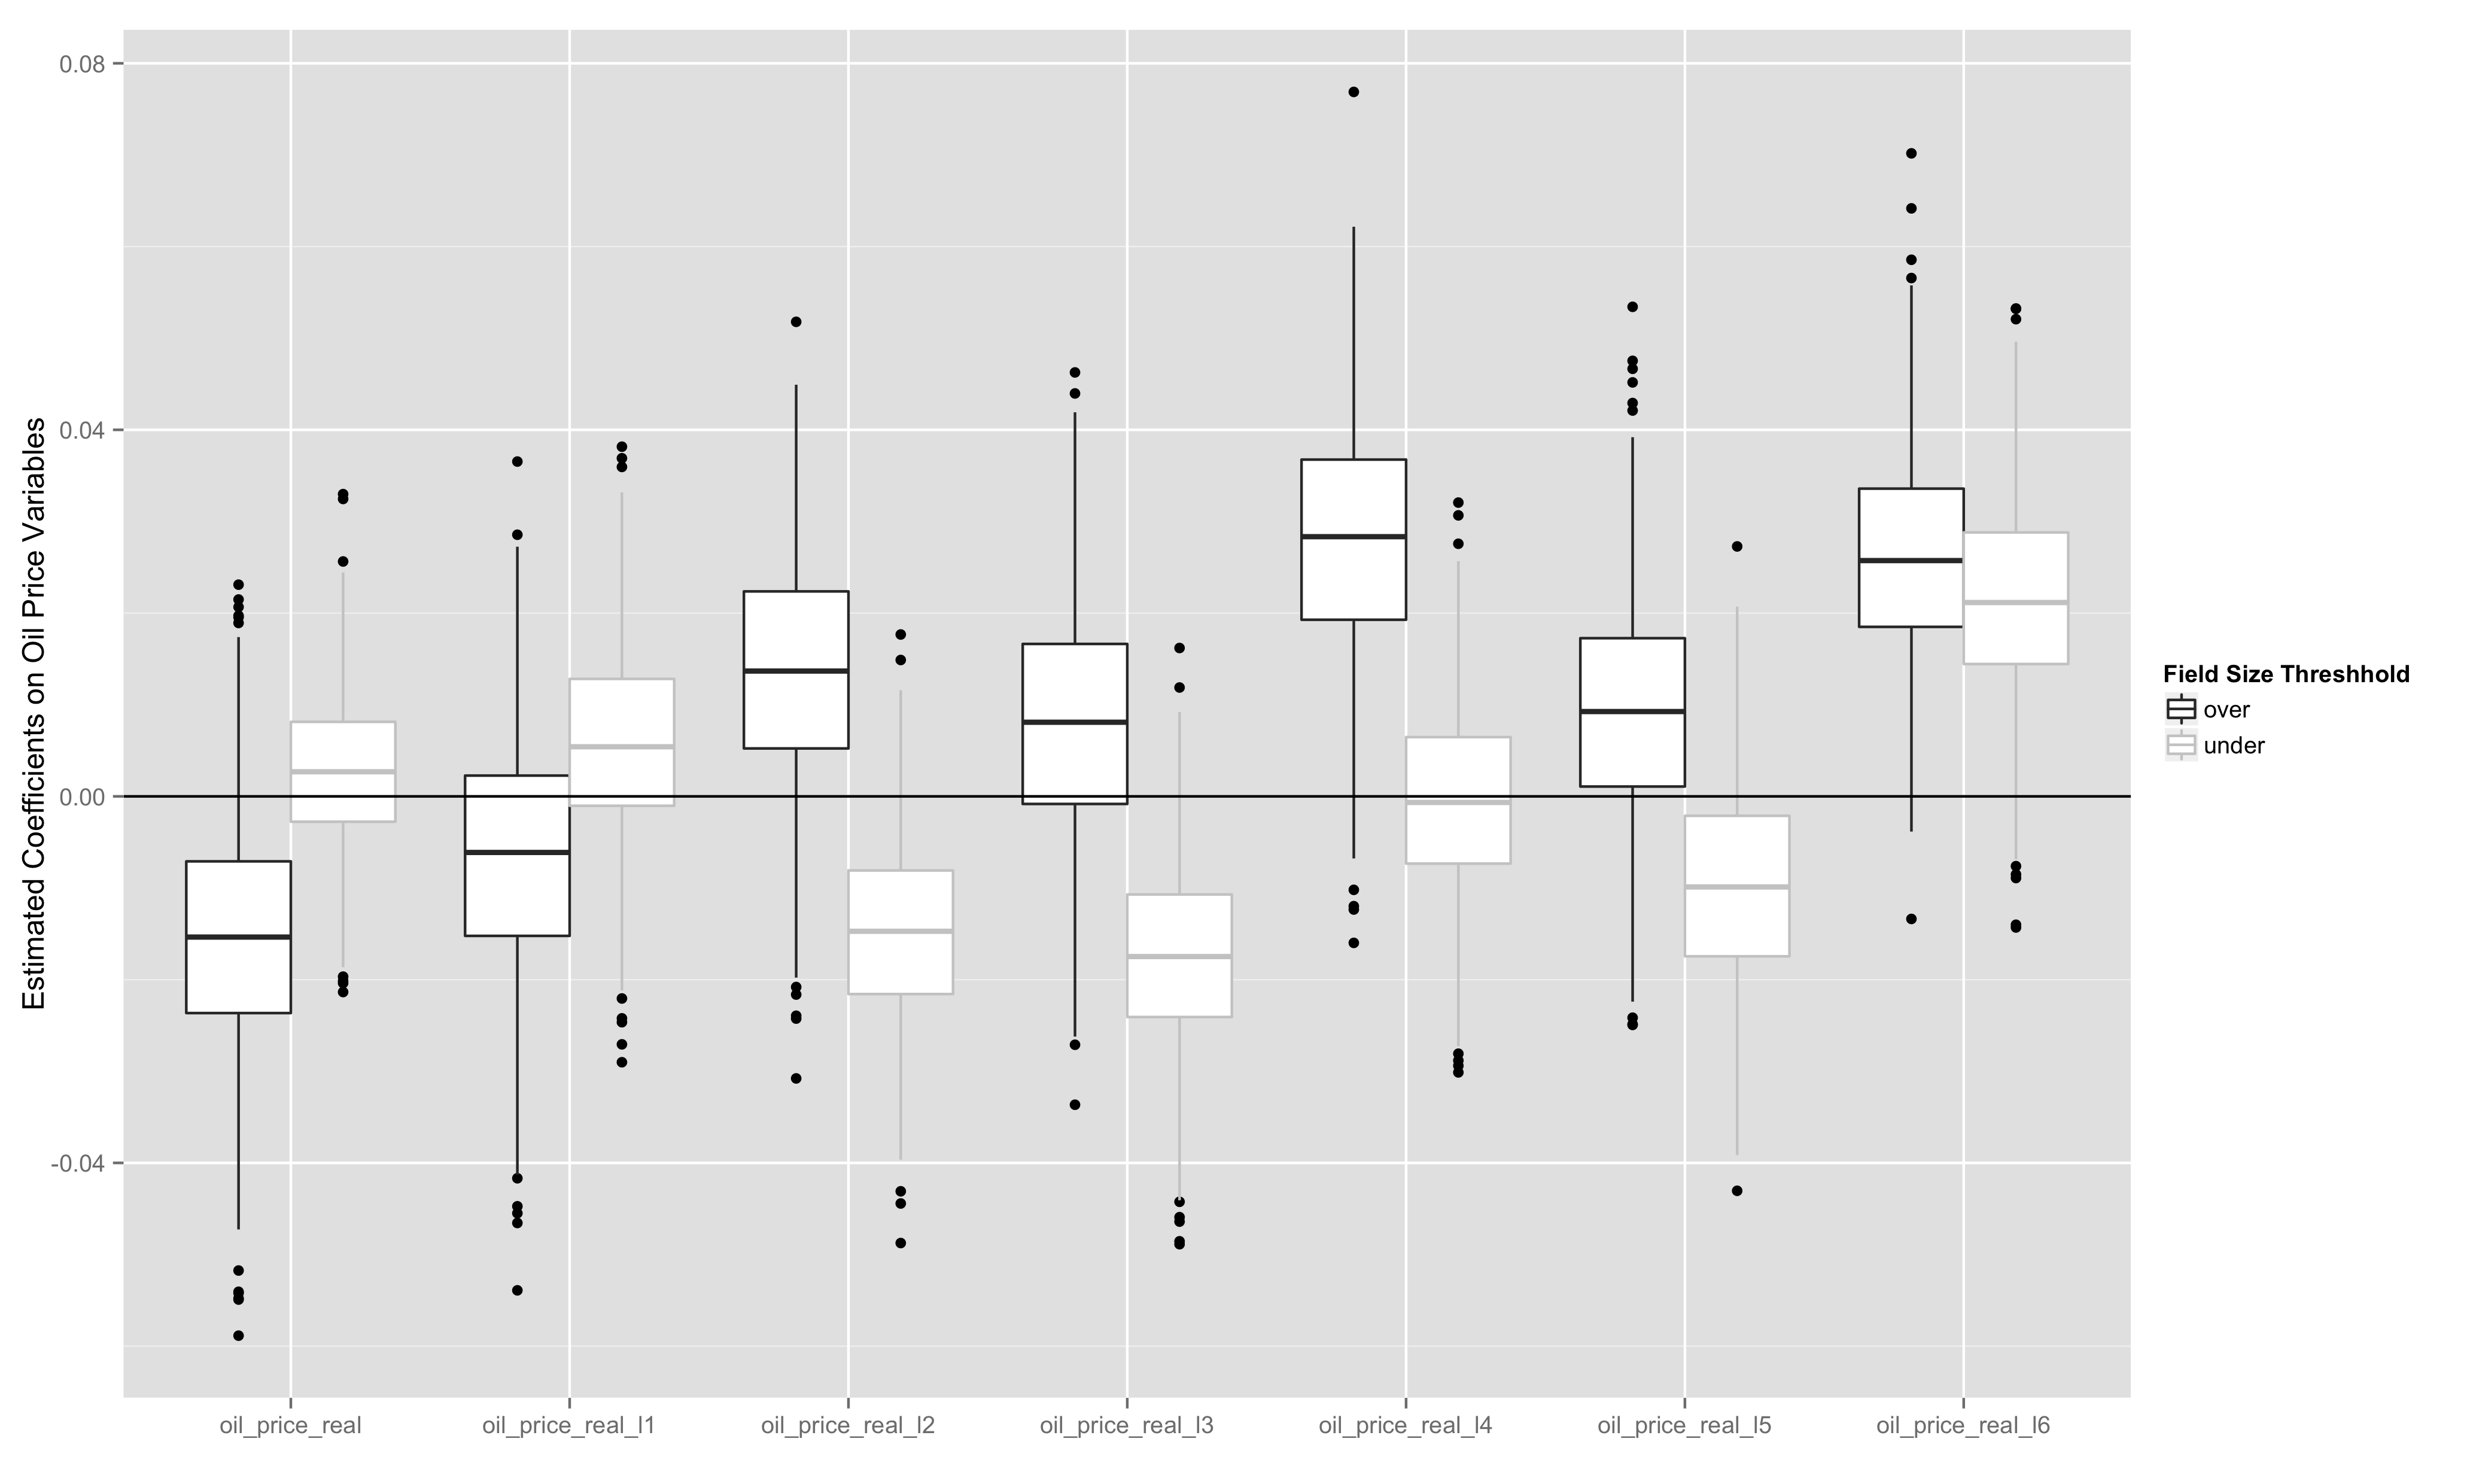 Estimated Coefficients on Oil Price Variables
0.08
0.04
0.00
-0.04
oil_price_real
oil_price_real_l1
oil_price_real_l2
oil_price_real_l3
oil_price_real_l4
oil_price_real_l5
oil_price_real_l6
Field Size Threshhold
over
under